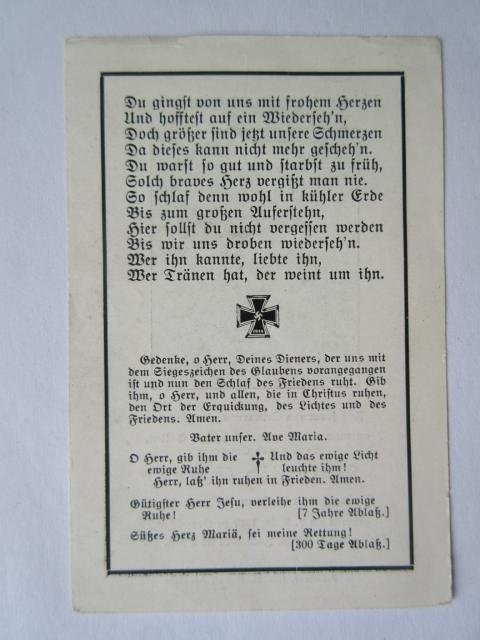 Du gingst von uns mit frohem Herzen
Und hofftest auf ein Wiederseh'n,
Doch größer sind jetzt unsere Schmerzen
Da dieses kann nicht mehr gescheh'n.
Du warst so gut und starbst zu früh,
Solch braves Herz vergißt man nie.
So schlaf denn wohl in kühler Erde
Bis zum großen Auferstehn,
Hier sollst du nicht vergessen werden
Bis wir uns droben wiederseh'n.
Wer ihn kannte, liebte ihn,
Wer Tränen hat, der weint um ihn.
Gedenke, o Herr, Deines Dieners, der uns mit
dem Siegeszeichen des Glaubens vorangegangen
ist und nun den Schlaf des Friedens ruht. Gib
ihm, o Herr, und allen, die in Christus ruhen,
den Ort der Erquickung, des Lichtes und des
Friedens. Amen.
Vater unser. Ave Maria.
O Herr, gib ihm die ewige Ruhe † Und das ewige Licht leuchte ihm!
Herr, laß' ihn ruhen in Frieden. Amen.
Gütigster Herr Jesu, verleihe ihm die ewige
Ruhe! [7 Jahre Ablaß.]
Süßes Herz Mariä, sei meine Rettung!
[300 Tage Ablaß.]